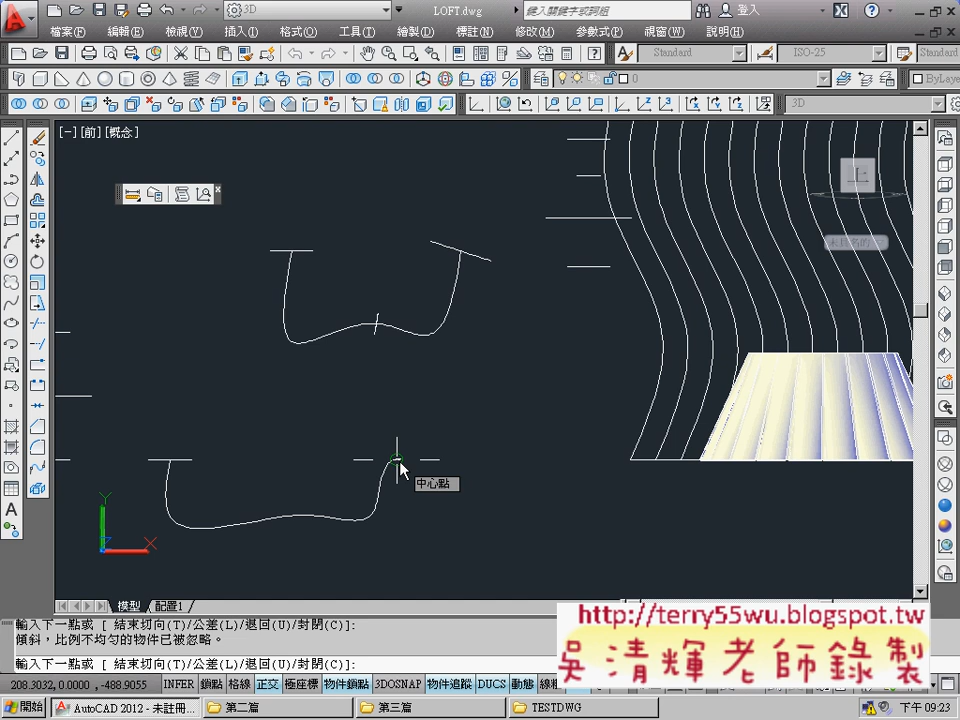 3D
LOFT.dwg
鍵入關鍵字或詞組
登入
檔案(F) 編輯(E) 檢視(V) 插入(I) 格式(O) 工具(T) 繪製(D) 標註(N) 修改(M) 參數式(P) 視窗(W) 說明(H)
Standard ISO-25 Standard
0 ByLaye
3D
[−][前][概念]
上
中心點
Y
X
Z
模型 配置1
輸入下一點或 [ 結束切向(T)/公差(L)/退回(U)/封閉(C)]:
傾斜，比例不均勻的物件已被忽略。
輸入下一點或 [ 結束切向(T)/公差(L)/退回(U)/封閉(C)]:
http://terry55wu.blogspot.tw
吳清輝老師錄製
208.3032, 0.0000 , -488.9055 INFER 鎖點 格線 正交 極座標 物件鎖點 3DOSNAP 物件追蹤 DUCS 動態
開始 AutoCAD 2012 - 未註冊... 第二篇 第三篇 TESTDWG 下午 09:23